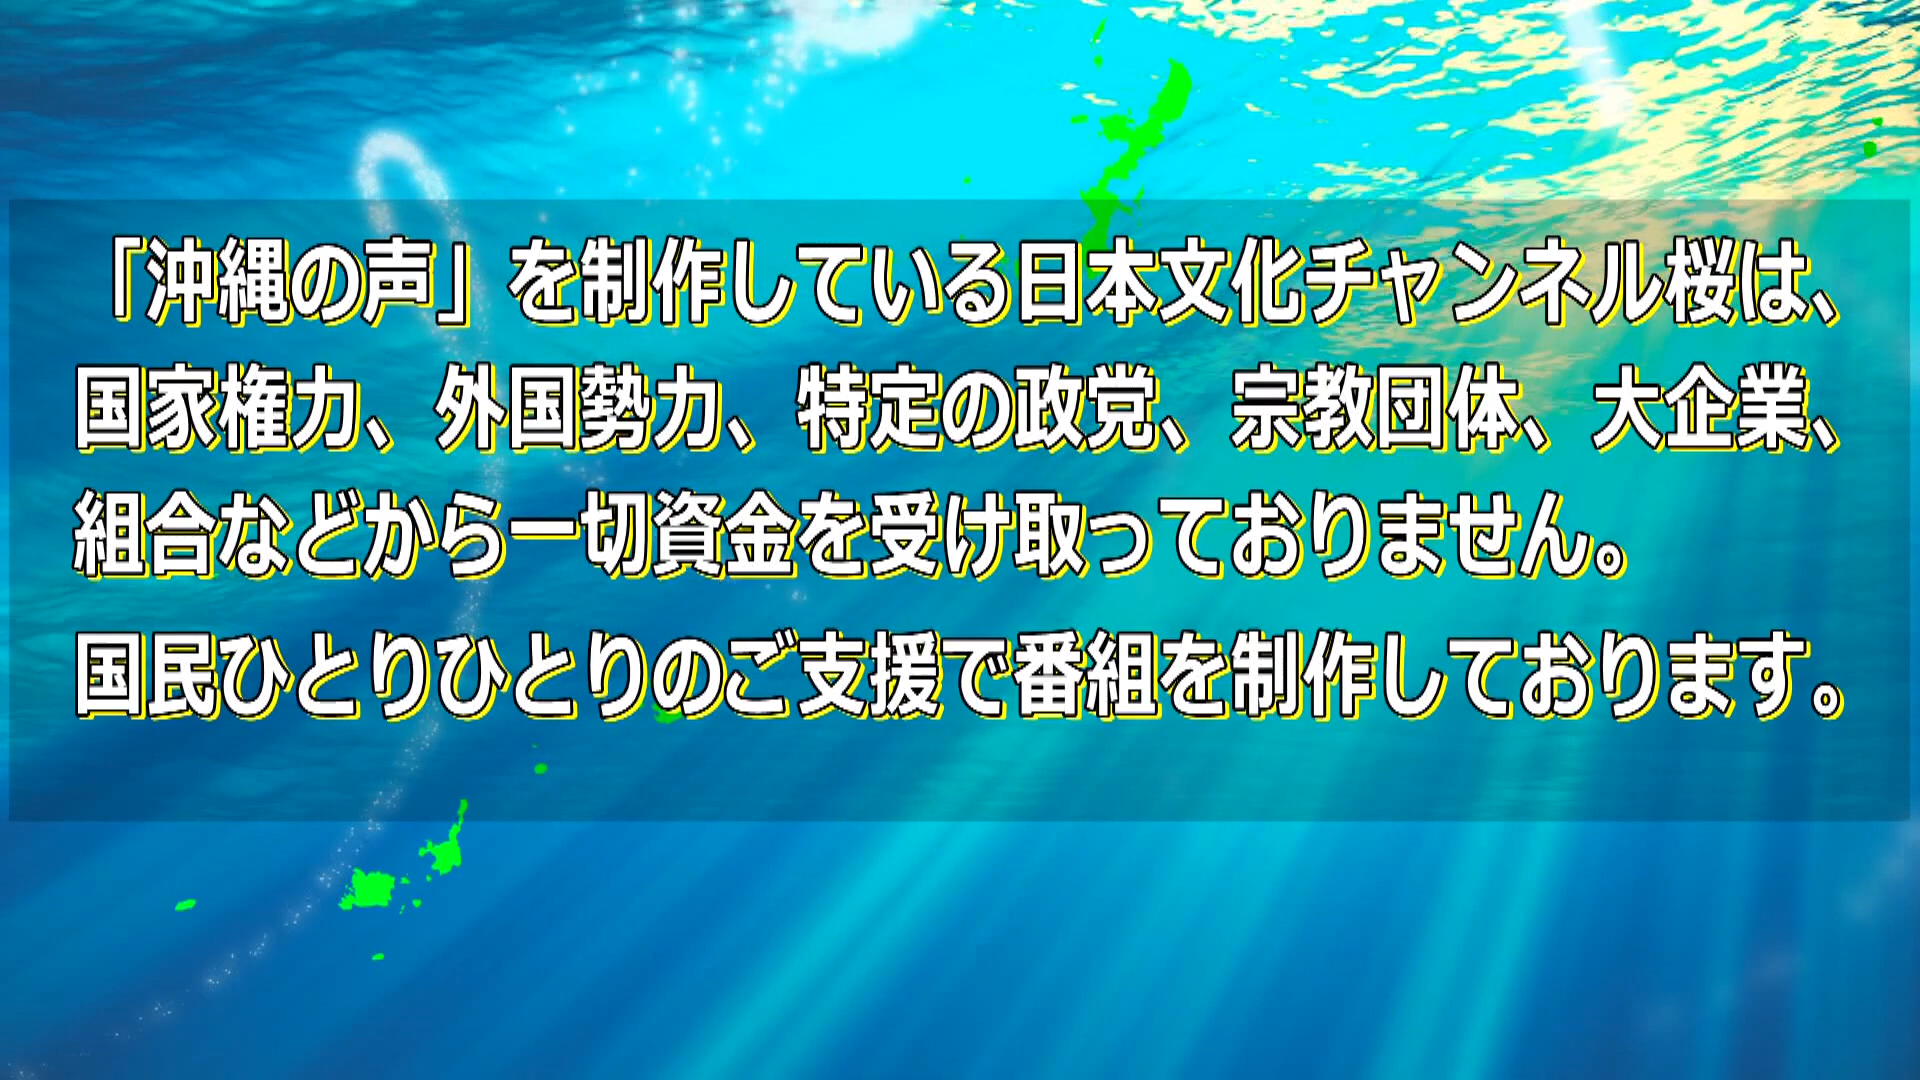 「沖縄の声」を制作している日本文化チャンネル桜は、
国家権力、外国勢力、特定の政党、宗教団体、大企業、
組合などから一切資金を受け取っておりません。
国民ひとりひとりのご支援で番組を制作しております。